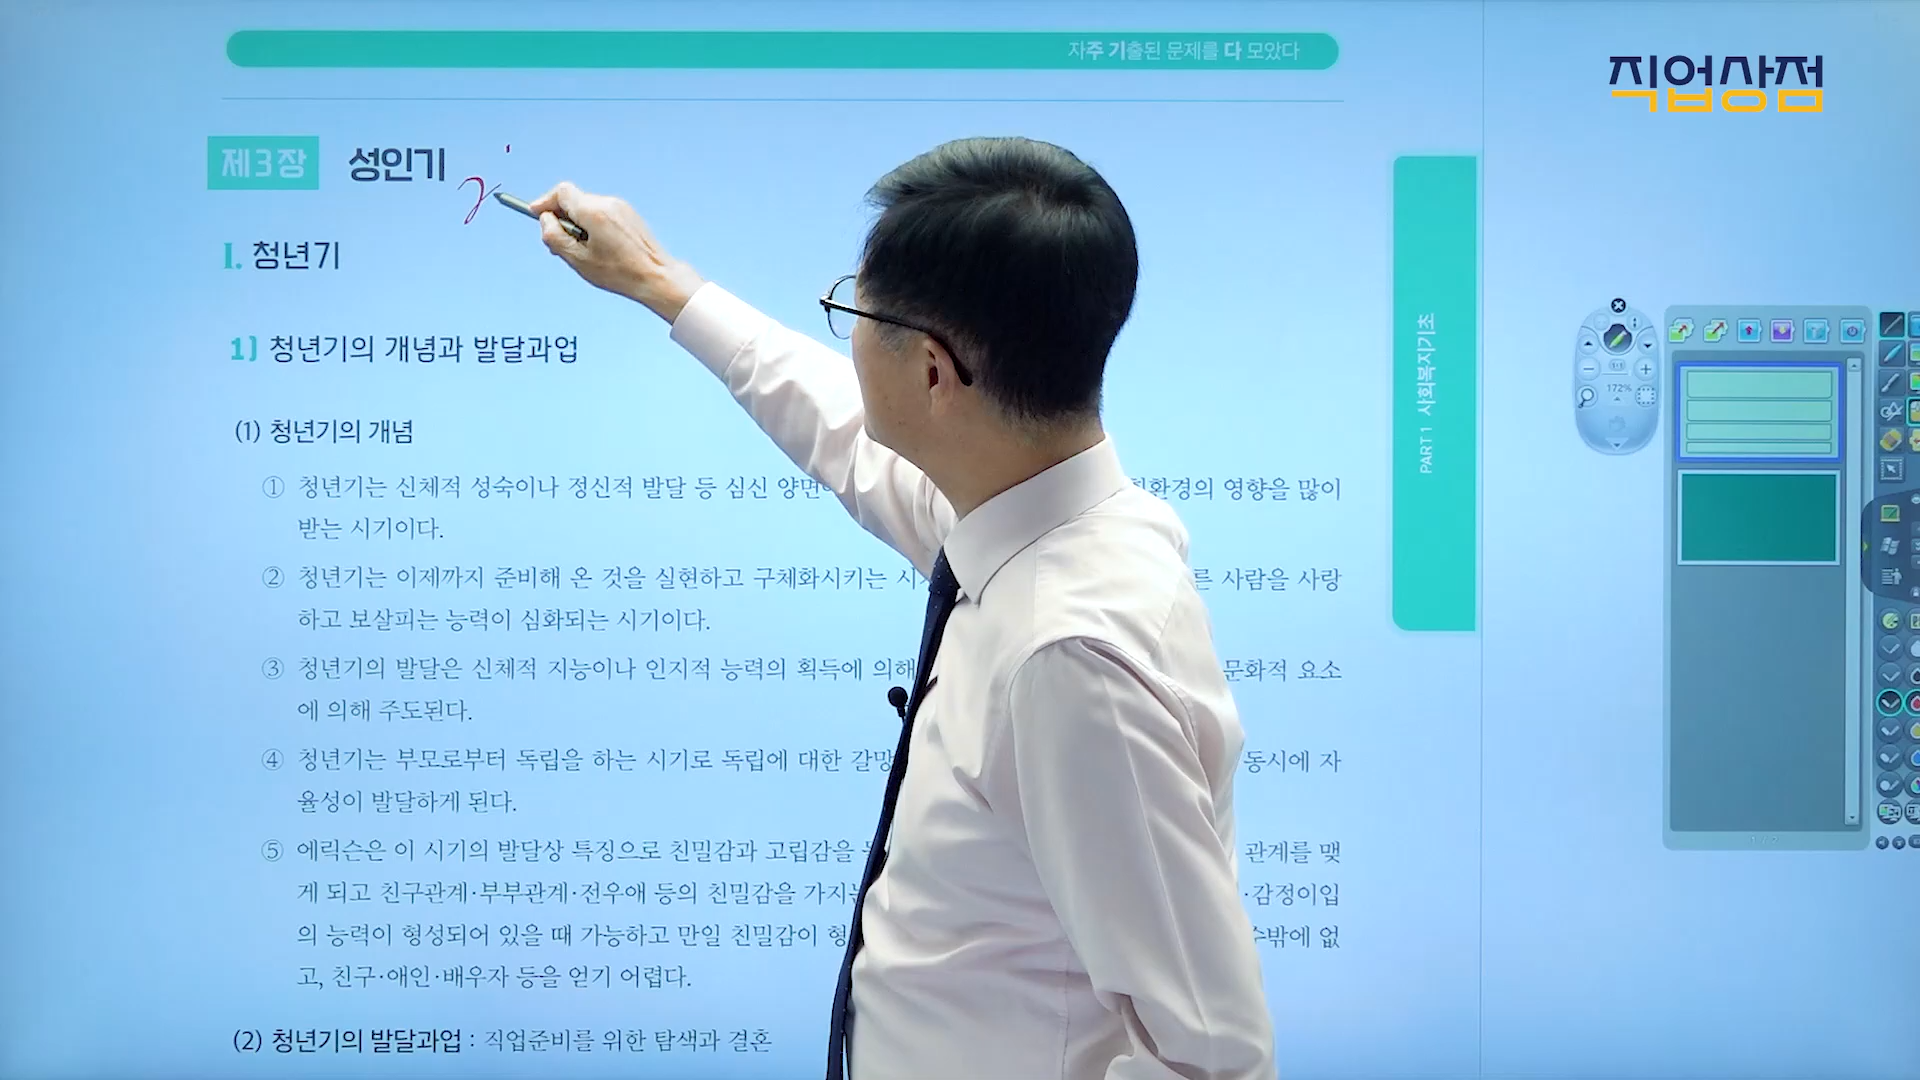 자주 기출된 문제를 다 모았다
직업상점
제3장 성인기
I. 청년기
1) 청년기의 개념과 발달과업
(1) 청년기의 개념
① 청년기는 신체적 성숙이나 정신적 발달 등 심신 양면 환경의 영향을 많이
받는 시기이다.
② 청년기는 이제까지 준비해 온 것을 실현하고 구체화시키는 사람을 사랑
하고 보살피는 능력이 심화되는 시기이다.
③ 청년기의 발달은 신체적 지능이나 인지적 능력의 획득에 의해 문화적 요소
에 의해 주도된다.
④ 청년기는 부모로부터 독립을 하는 시기로 독립에 대한 갈망 동시에 자
율성이 발달하게 된다.
⑤ 에릭슨은 이 시기의 발달상 특징으로 친밀감과 고립감을 관계를 맺
게 되고 친구관계·부부관계·전우애 등의 친밀감을 가지는 ·감정이입
의 능력이 형성되어 있을 때 가능하고 만일 친밀감이 형 수밖에 없
고, 친구·애인·배우자 등을 얻기 어렵다.
(2) 청년기의 발달과업 : 직업준비를 위한 탐색과 결혼
PART 1 사회복지기초
172%